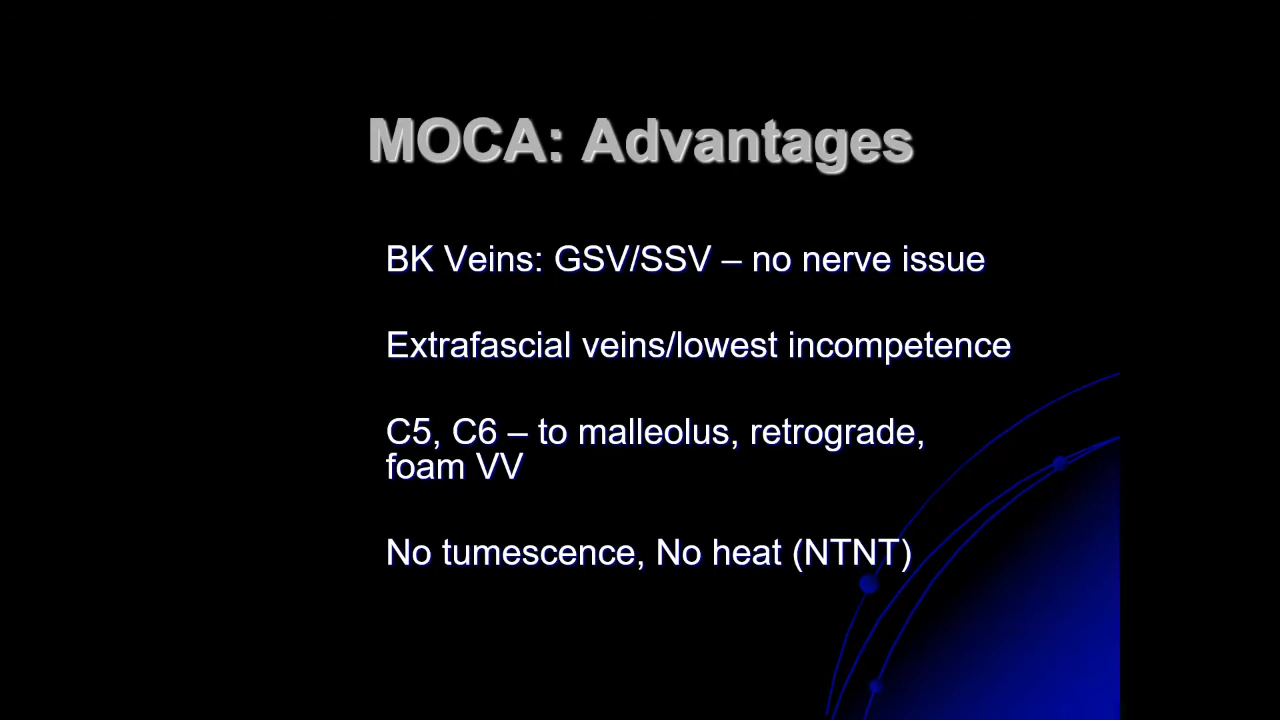 MOCA: Advantages
BK Veins: GSV/SSV – no nerve issue
Extrafascial veins/lowest incompetence
C5, C6 – to malleolus, retrograde,
foam VV
No tumescence, No heat (NTNT)